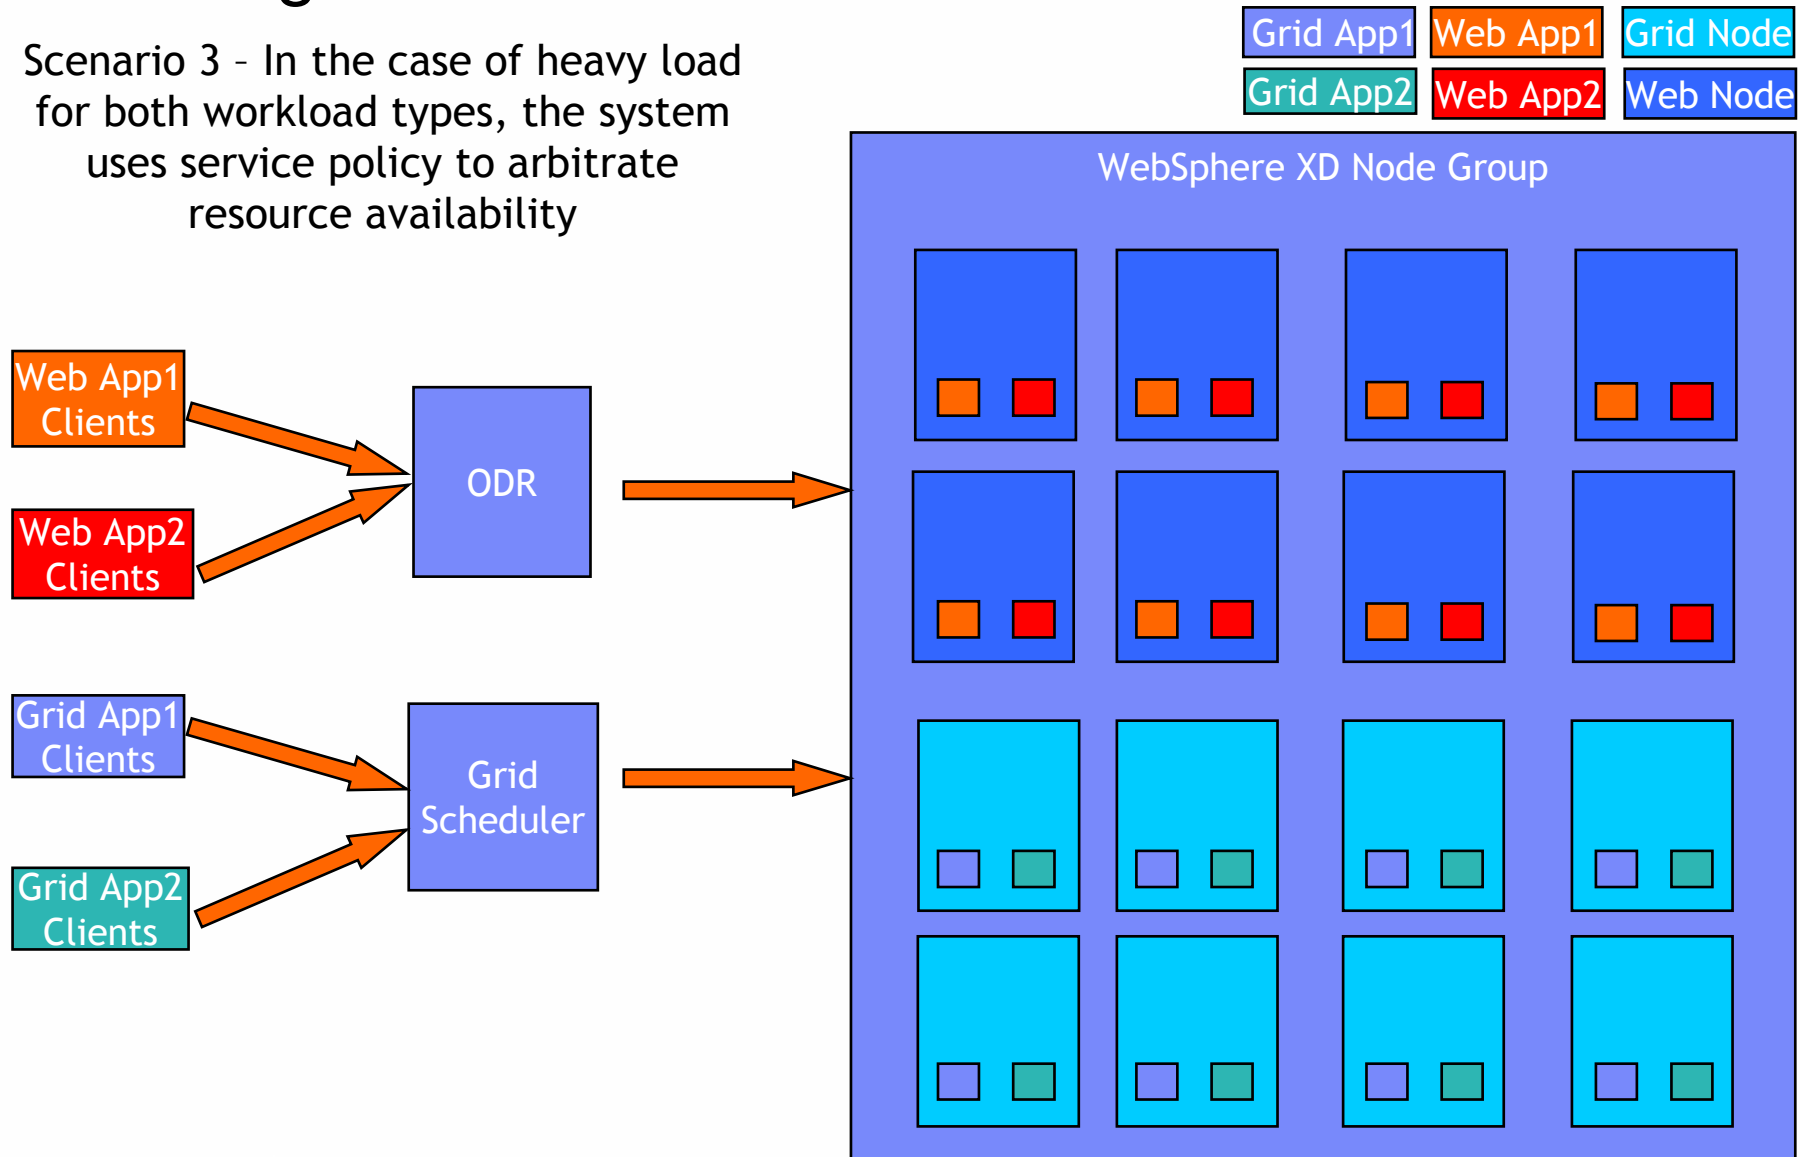 Scenario 3 – In the case of heavy load
for both workload types, the system
uses service policy to arbitrate
resource availability
Grid App1
Web App1
Grid Node
Grid App2
Web App2
Web Node
WebSphere XD Node Group
Web App1
Clients
ODR
Web App2
Clients
Grid App1
Clients
Grid
Scheduler
Grid App2
Clients